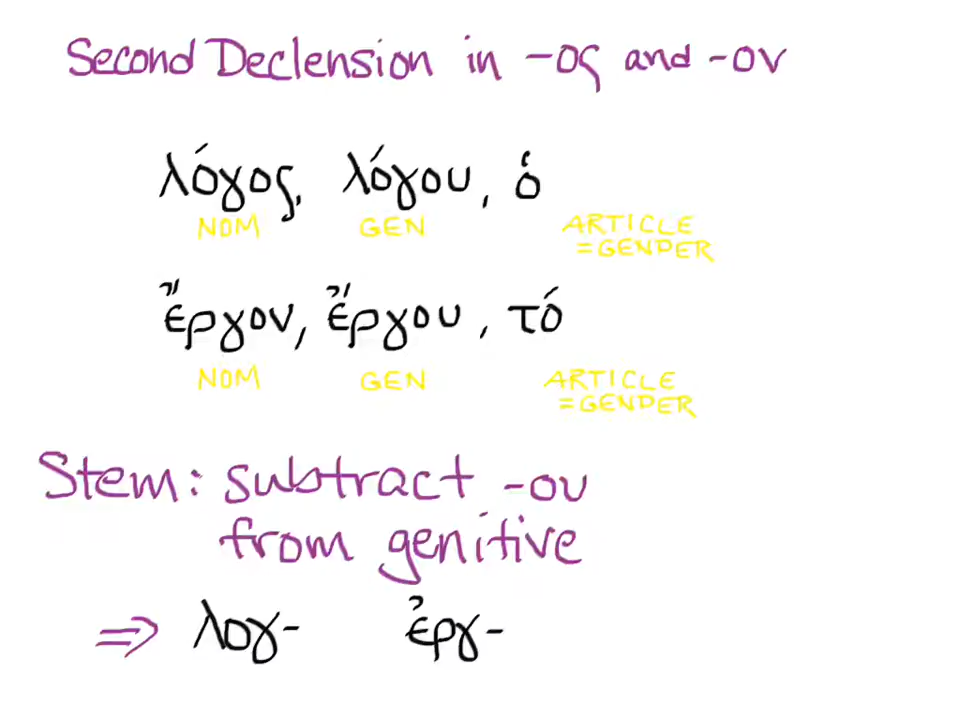 Second Declension in -ος and -ον
λόγος, λόγου, ὁ
NOM GEN ARTICLE
=GENDER
ἔργον, ἔργου, τό
NOM GEN ARTICLE
=GENDER
Stem: subtract -ου
from genitive
⇒ λογ- ἐργ-